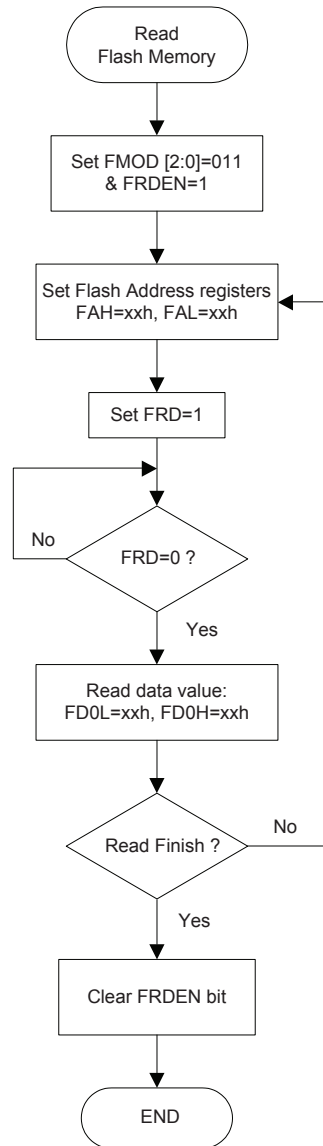 Read
Flash Memory
Set FMOD [2:0]=011
& FRDEN=1
Set Flash Address registers
FAH=xxh, FAL=xxh
Set FRD=1
No
FRD=0 ?
Yes
Read data value:
FD0L=xxh, FD0H=xxh
Read Finish ?
No
Yes
Clear FRDEN bit
END